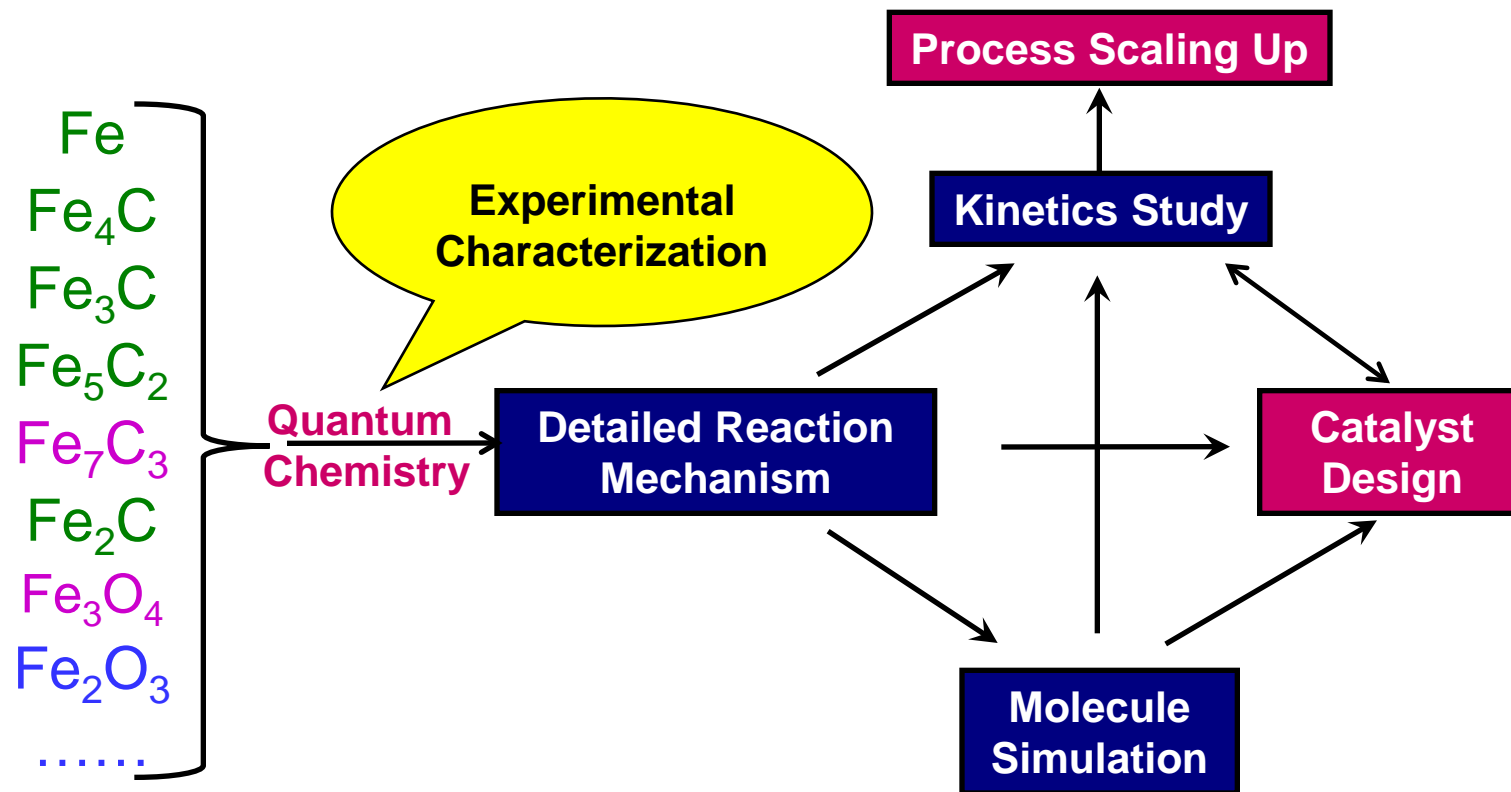 Process Scaling Up
Fe
Fe₄C
Fe₃C
Fe₅C₂
Fe₇C₃
Fe₂C
Fe₃O₄
Fe₂O₃
......
Experimental
Characterization
Quantum
Chemistry
Kinetics Study
Detailed Reaction
Mechanism
Catalyst
Design
Molecule
Simulation